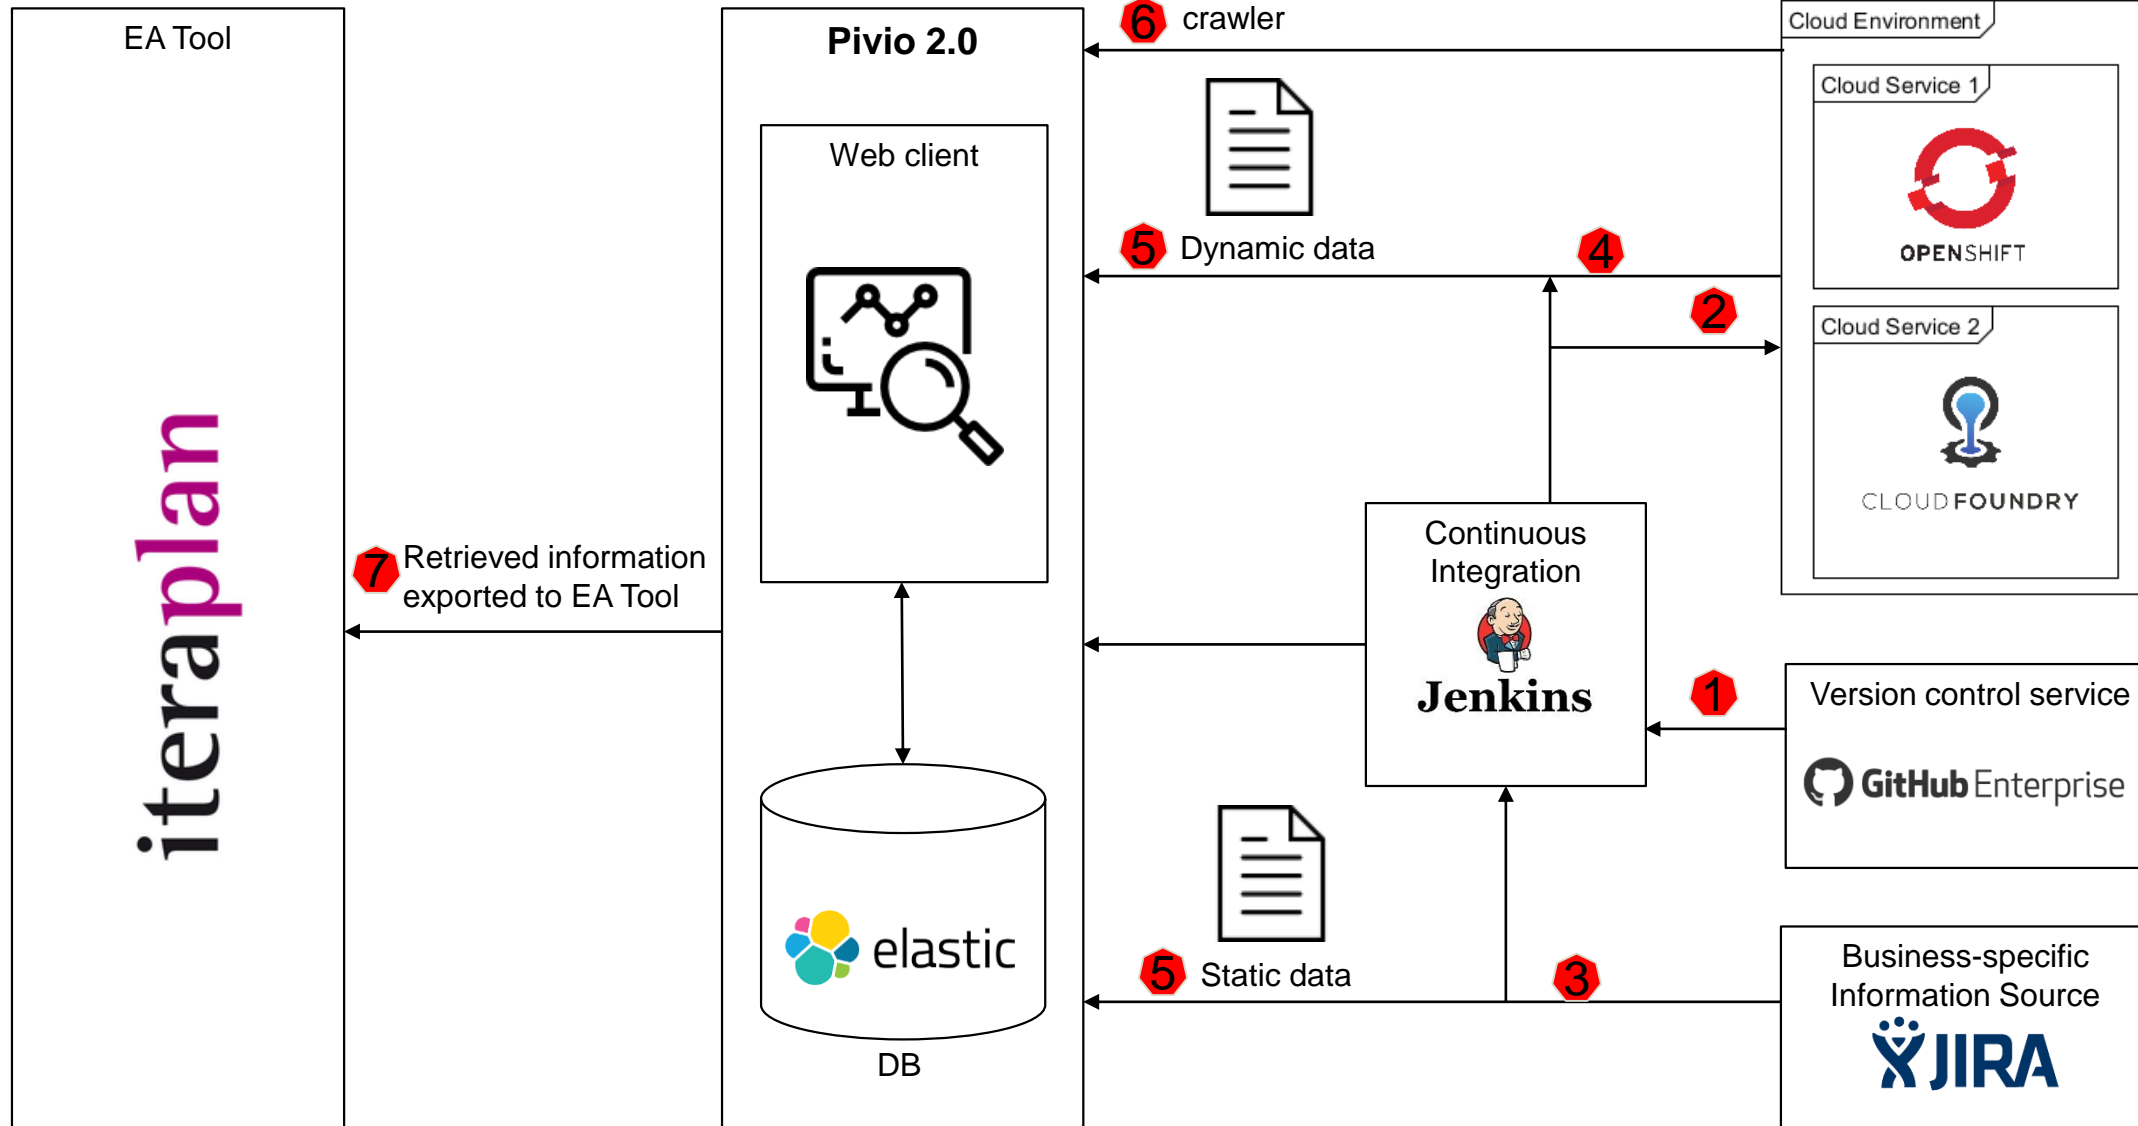 EA Tool
iteraplan
7
Retrieved information
exported to EA Tool
Pivio 2.0
Web client
elastic
DB
6
crawler
5
Dynamic data
4
2
Continuous
Integration
Jenkins
1
5
Static data
3
Cloud Environment
Cloud Service 1
OPENSHIFT
Cloud Service 2
CLOUDFOUNDRY
Version control service
GitHub Enterprise
Business-specific
Information Source
JIRA